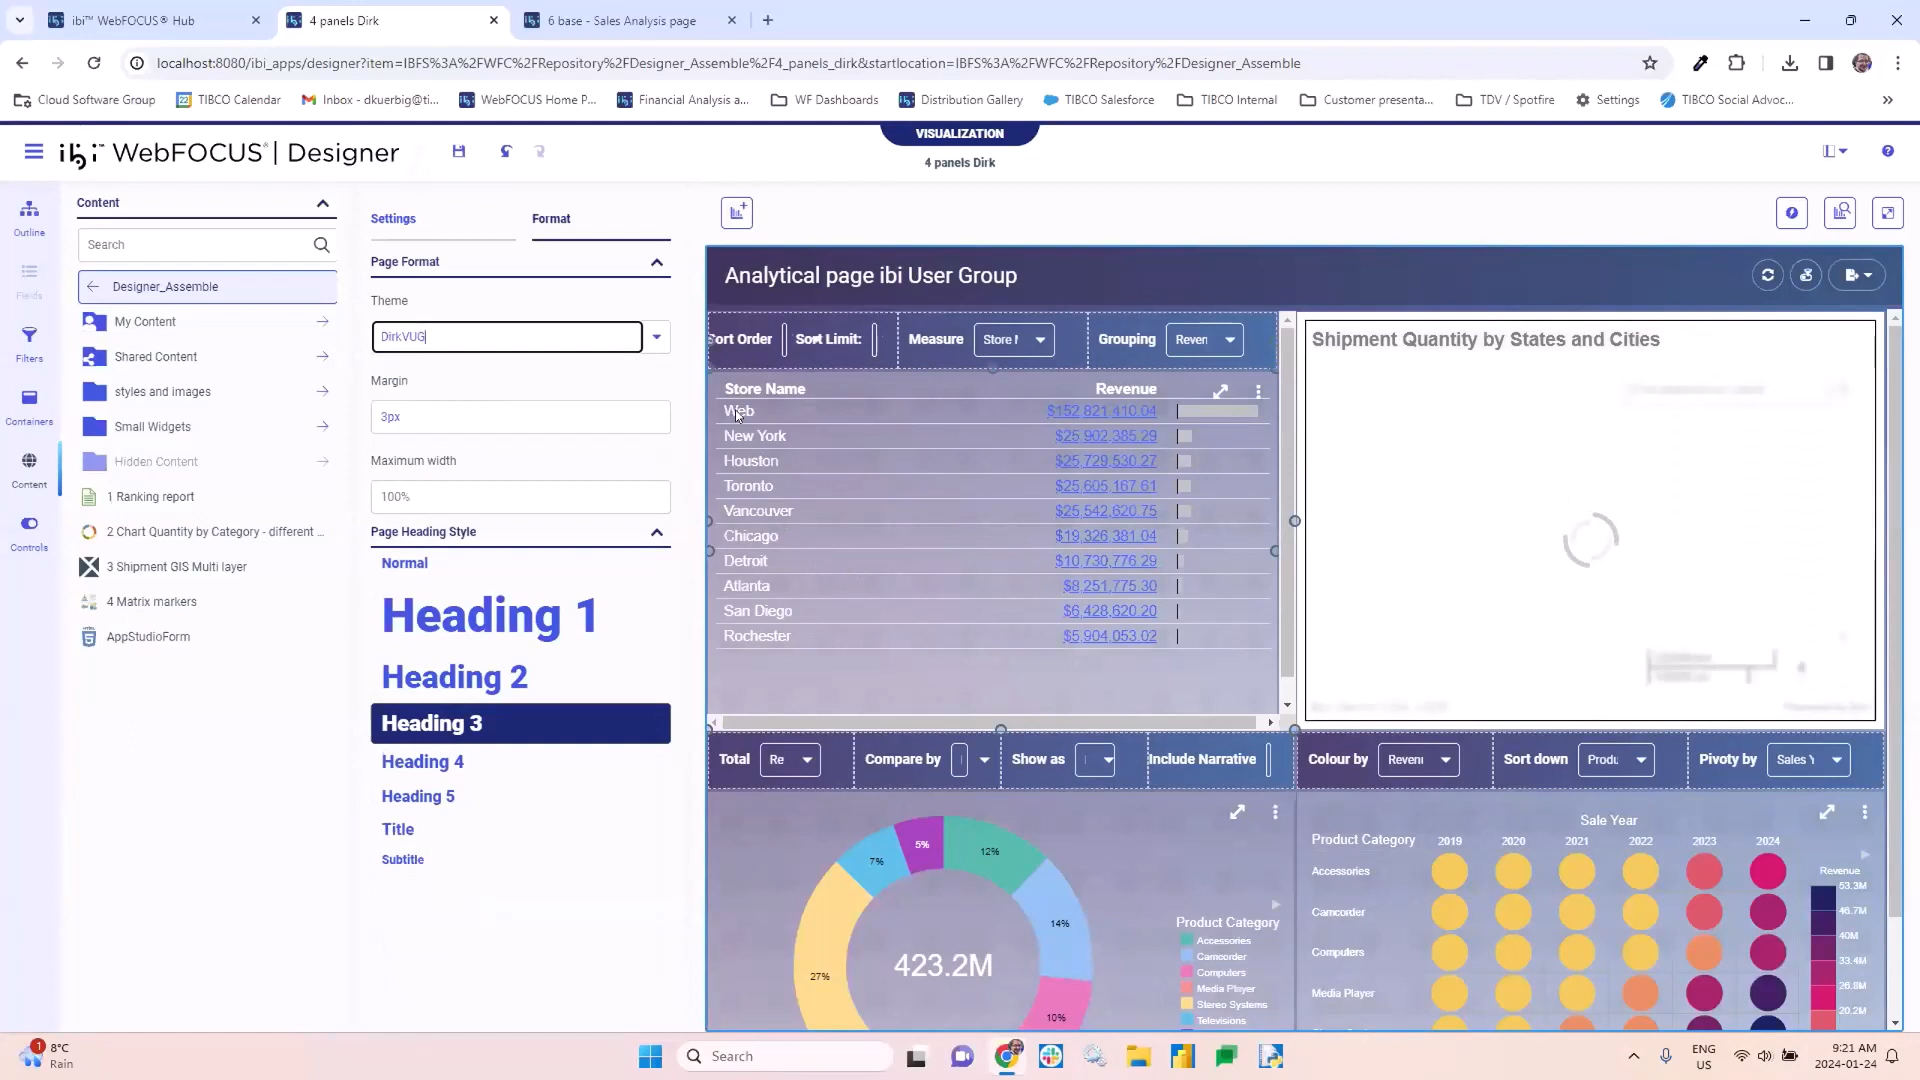 ibi™ WebFOCUS® Hub
4 panels Dirk
6 base - Sales Analysis page
localhost:8080/ibi_apps/designer?item=IBFS%3A%2FWFC%2FRepository%2FDesigner_Assemble%2F4_panels_dirk&startlocation=IBFS%3A%2FWFC%2FRepository%2FDesigner_Assemble
Cloud Software Group
TIBCO Calendar
Inbox - dkuerbig@ti...
WebFOCUS Home P...
Financial Analysis a...
WF Dashboards
Distribution Gallery
TIBCO Salesforce
TIBCO Internal
Customer presenta...
TDV / Spotfire
Settings
TIBCO Social Advoc...
ibi™ WebFOCUS® | Designer
VISUALIZATION
4 panels Dirk
Outline
Fields
Filters
Containers
Content
Controls
Content
Search
Designer_Assemble
My Content
Shared Content
styles and images
Small Widgets
Hidden Content
1 Ranking report
2 Chart Quantity by Category - different ...
3 Shipment GIS Multi layer
4 Matrix markers
AppStudioForm
Settings
Format
Page Format
Theme
DirkVUG
Margin
3px
Maximum width
100%
Page Heading Style
Normal
Heading 1
Heading 2
Heading 3
Heading 4
Heading 5
Title
Subtitle
Analytical page ibi User Group
Sort Order
Sort Limit:
Measure
Store
Grouping
Reven
Store Name Revenue
Web $152,821,410.04
New York $25,902,385.29
Houston $25,729,530.27
Toronto $25,605,167.61
Vancouver $25,542,620.75
Chicago $19,326,381.04
Detroit $10,730,776.29
Atlanta $8,251,775.30
San Diego $6,428,620.20
Rochester $5,904,053.02
Shipment Quantity by States and Cities
Total
Re
Compare by
Show as
Include Narrative
5%
12%
7%
14%
27%
10%
423.2M
Product Category
Accessories
Camcorder
Computers
Media Player
Stereo Systems
Televisions
Colour by
Reven
Sort down
Produ
Pivoty by
Sales
Sale Year
Product Category 2019 2020 2021 2022 2023 2024
Accessories
Camcorder
Computers
Media Player
Revenue
53.3M
46.7M
40M
33.4M
26.8M
20.2M
1
8°C
Rain
Search
ENG
US
9:21 AM
2024-01-24